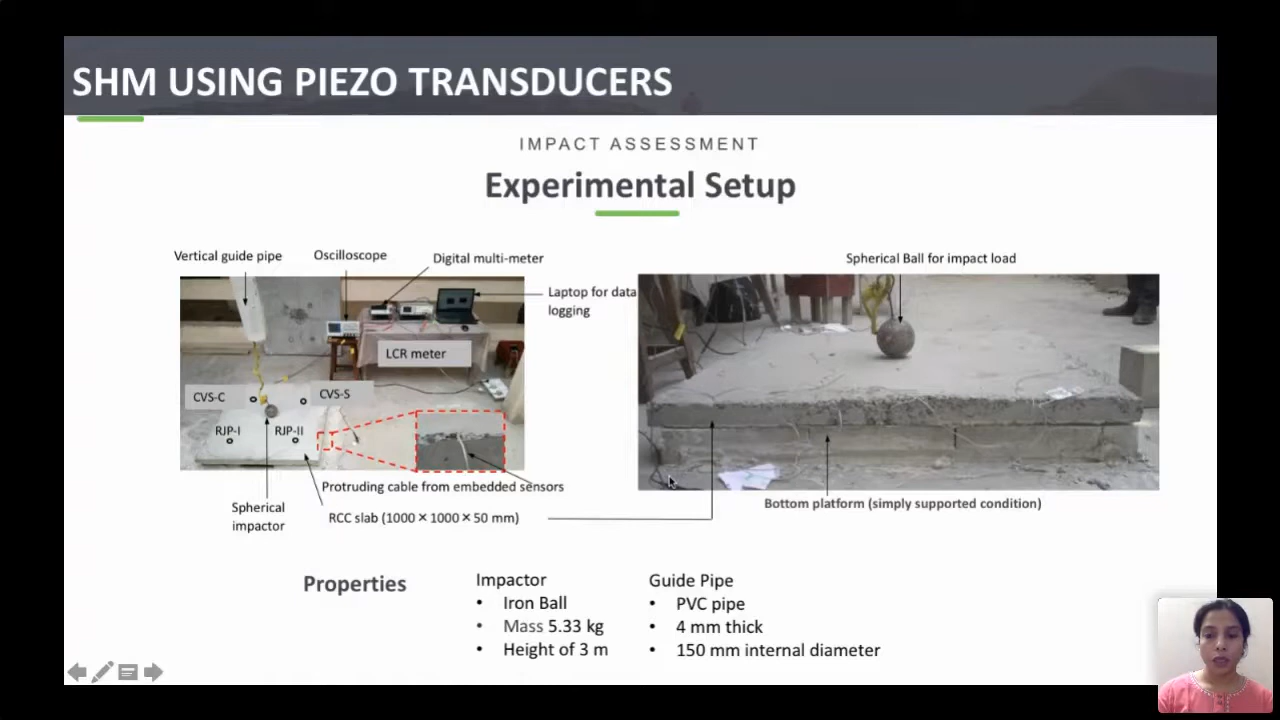 SHM USING PIEZO TRANSDUCERS
IMPACT ASSESSMENT
Experimental Setup
Vertical guide pipe
Oscilloscope
Digital multi-meter
Laptop for data
logging
LCR meter
CVS-C
CVS-S
RJP-I
RJP-II
Protruding cable from embedded sensors
Spherical
impactor
RCC slab (1000 × 1000 × 50 mm)
Spherical Ball for impact load
Bottom platform (simply supported condition)
Properties
Impactor
• Iron Ball
• Mass 5.33 kg
• Height of 3 m
Guide Pipe
• PVC pipe
• 4 mm thick
• 150 mm internal diameter